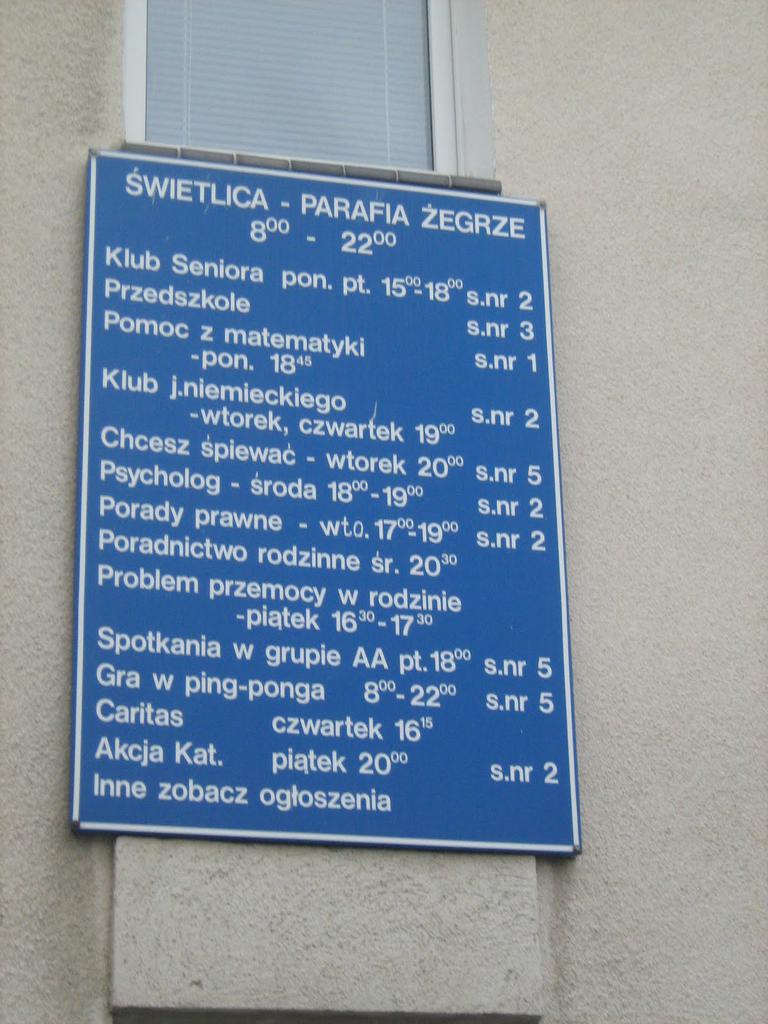 ŚWIETLICA - PARAFIA ŻEGRZE
8⁰⁰ - 22⁰⁰
Klub Seniora pon. pt. 15⁰⁰-18⁰⁰ s.nr 2
Przedszkole s.nr 3
Pomoc z matematyki
-pon. 18⁴⁵ s.nr 1
Klub j.niemieckiego
-wtorek, czwartek 19⁰⁰ s.nr 2
Chcesz śpiewać - wtorek 20⁰⁰ s.nr 5
Psycholog - środa 18⁰⁰-19⁰⁰ s.nr 2
Porady prawne - wto. 17⁰⁰-19⁰⁰ s.nr 2
Poradnictwo rodzinne śr. 20³⁰
Problem przemocy w rodzinie
-piątek 16³⁰-17³⁰
Spotkania w grupie AA pt.18⁰⁰ s.nr 5
Gra w ping-ponga 8⁰⁰-22⁰⁰ s.nr 5
Caritas czwartek 16¹⁵
Akcja Kat. piątek 20⁰⁰ s.nr 2
Inne zobacz ogłoszenia